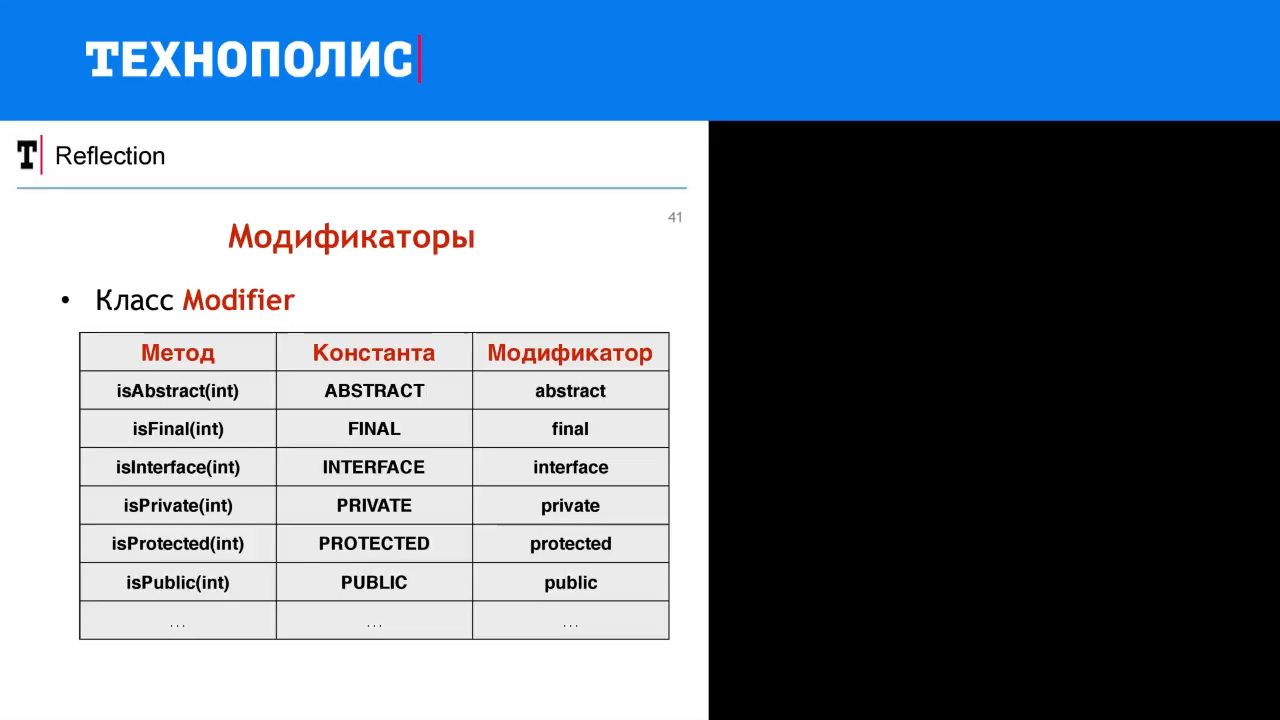 ТЕХНОПОЛИС
T Reflection
41
Модификаторы
• Класс Modifier
Метод Константа Модификатор
isAbstract(int) ABSTRACT abstract
isFinal(int) FINAL final
isInterface(int) INTERFACE interface
isPrivate(int) PRIVATE private
isProtected(int) PROTECTED protected
isPublic(int) PUBLIC public
... ... ...